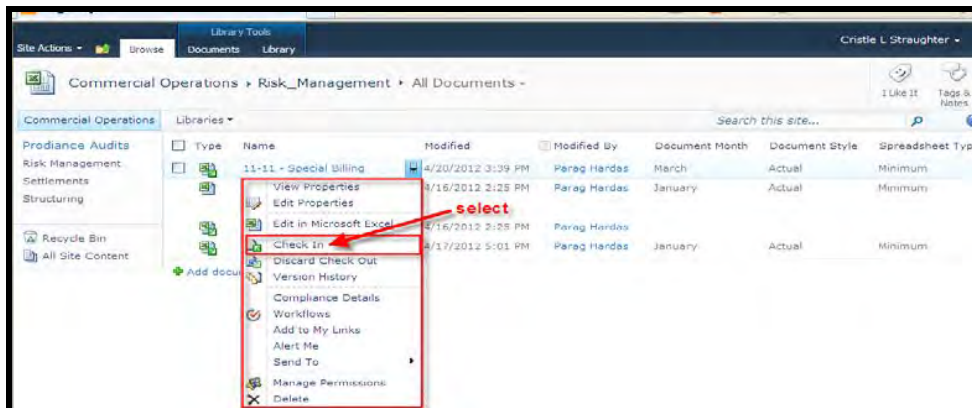 Library Tools
Site Actions Browse Documents Library Cristle L Straughter
Commercial Operations Risk_Management All Documents
I Like It Tags & Notes
Commercial Operations Libraries Search this site...
Prodiance Audits Type Name Modified Modified By Document Month Document Style Spreadsheet Typ
Risk Management 11-11 - Special Billing 4/20/2012 3:39 PM Parag Hardas March Actual Minimum
Settlements View Properties 4/16/2012 2:25 PM Parag Hardas January Actual Minimum
Structuring Edit Properties
select
Edit in Microsoft Excel 4/16/2012 2:25 PM Parag Hardas
Recycle Bin
Check In 4/17/2012 5:01 PM Parag Hardas January Actual Minimum
All Site Content
Discard Check Out
Add docu
Version History
Compliance Details
Workflows
Add to My Links
Alert Me
Send To
Manage Permissions
Delete